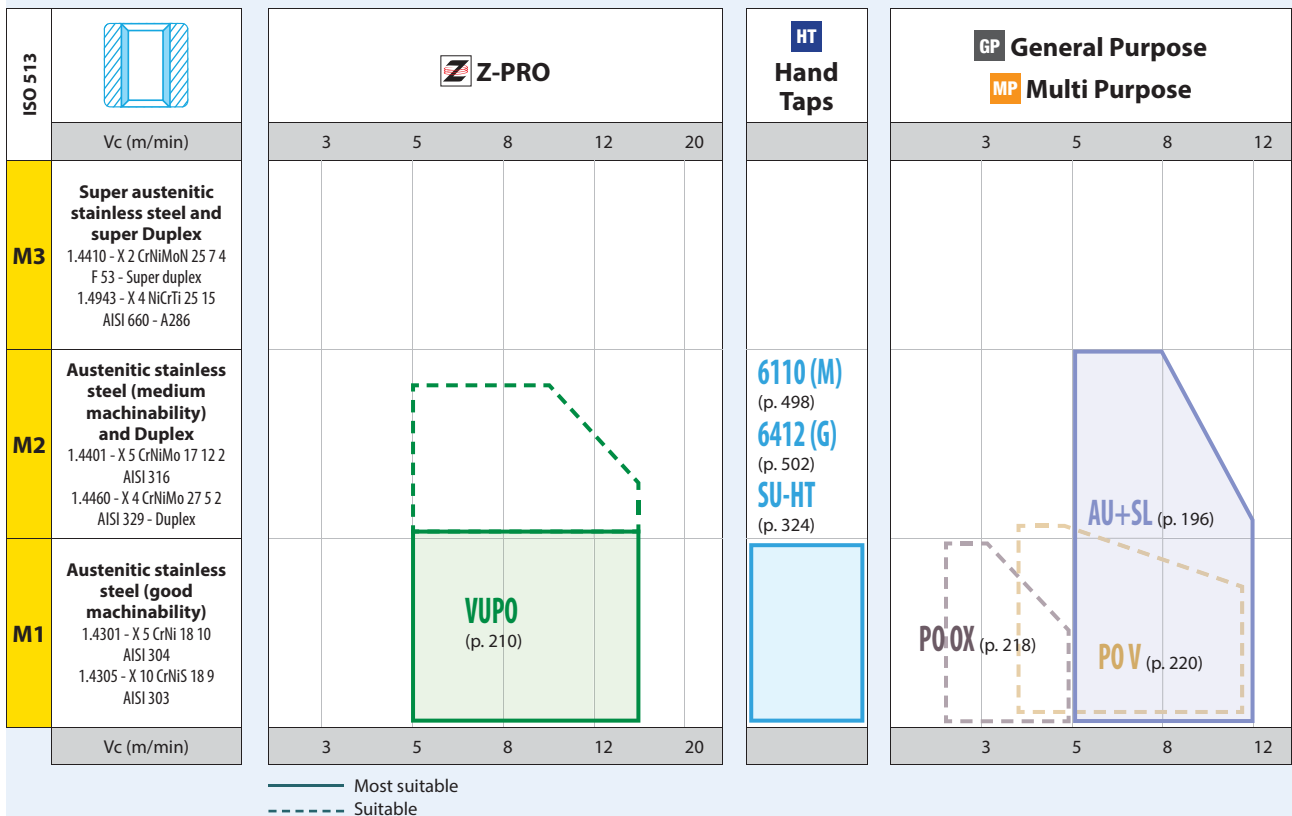 ISO 513
Z-PRO
HT
Hand
Taps
GP General Purpose
MP Multi Purpose
Vc (m/min)
3 5 8 12 20
3 5 8 12
M3
Super austenitic
stainless steel and
super Duplex
1.4410 - X 2 CrNiMoN 25 7 4
F 53 - Super duplex
1.4943 - X 4 NiCrTi 25 15
AISI 660 - A286
M2
Austenitic stainless
steel (medium
machinability)
and Duplex
1.4401 - X 5 CrNiMo 17 12 2
AISI 316
1.4460 - X 4 CrNiMo 27 5 2
AISI 329 - Duplex
6110 (M)
(p. 498)
6412 (G)
(p. 502)
SU-HT
(p. 324)
AU+SL (p. 196)
M1
Austenitic stainless
steel (good
machinability)
1.4301 - X 5 CrNi 18 10
AISI 304
1.4305 - X 10 CrNiS 18 9
AISI 303
VUPO
(p. 210)
PO OX (p. 218)
PO V (p. 220)
Vc (m/min)
3 5 8 12 20
3 5 8 12
Most suitable
Suitable